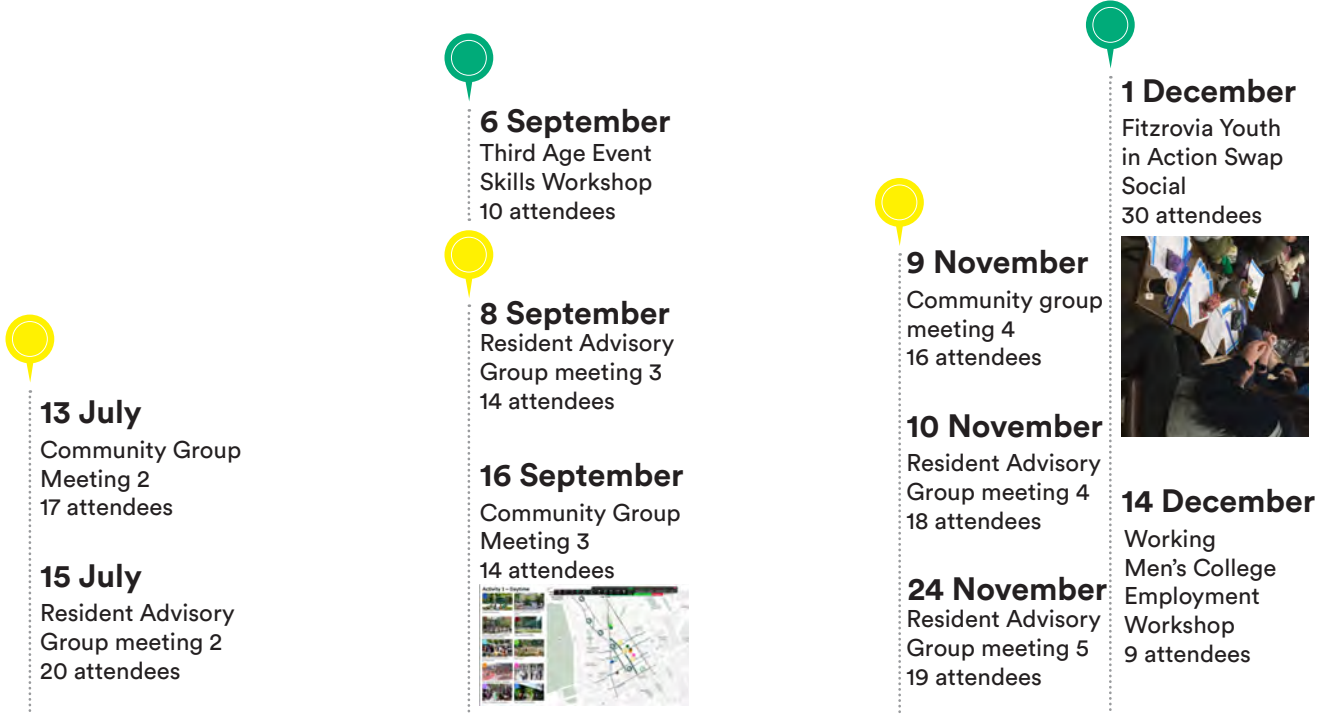 13 July
Community Group
Meeting 2
17 attendees
15 July
Resident Advisory
Group meeting 2
20 attendees
6 September
Third Age Event
Skills Workshop
10 attendees
8 September
Resident Advisory
Group meeting 3
14 attendees
16 September
Community Group
Meeting 3
14 attendees
Activity 1 – Daytime
9 November
Community group
meeting 4
16 attendees
10 November
Resident Advisory
Group meeting 4
18 attendees
24 November
Resident Advisory
Group meeting 5
19 attendees
1 December
Fitzrovia Youth
in Action Swap
Social
30 attendees
14 December
Working
Men's College
Employment
Workshop
9 attendees